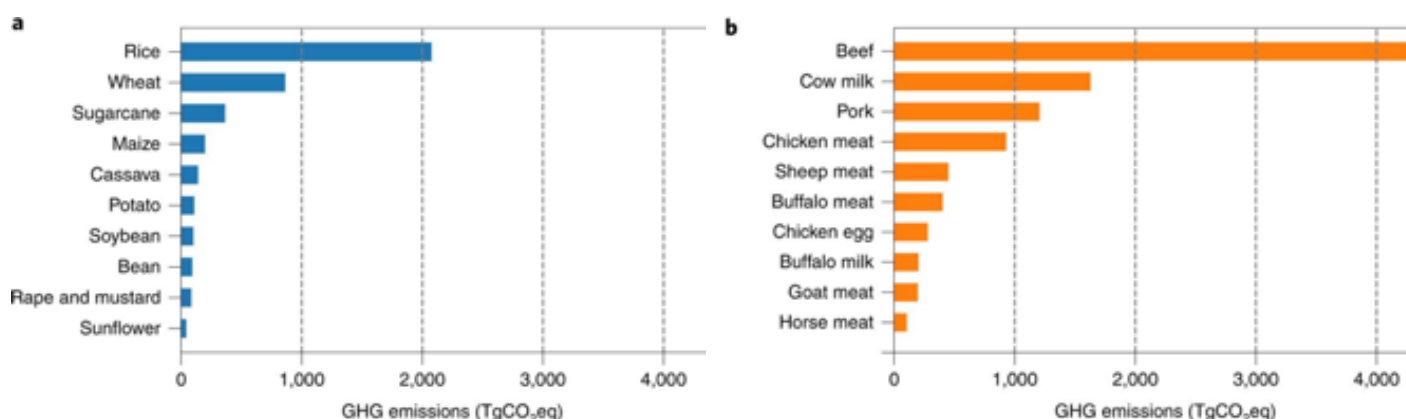 a
Rice
Wheat
Sugarcane
Maize
Cassava
Potato
Soybean
Bean
Rape and mustard
Sunflower
0 1,000 2,000 3,000 4,000
GHG emissions (TgCO₂eq)
b
Beef
Cow milk
Pork
Chicken meat
Sheep meat
Buffalo meat
Chicken egg
Buffalo milk
Goat meat
Horse meat
0 1,000 2,000 3,000 4,000
GHG emissions (TgCO₂eq)